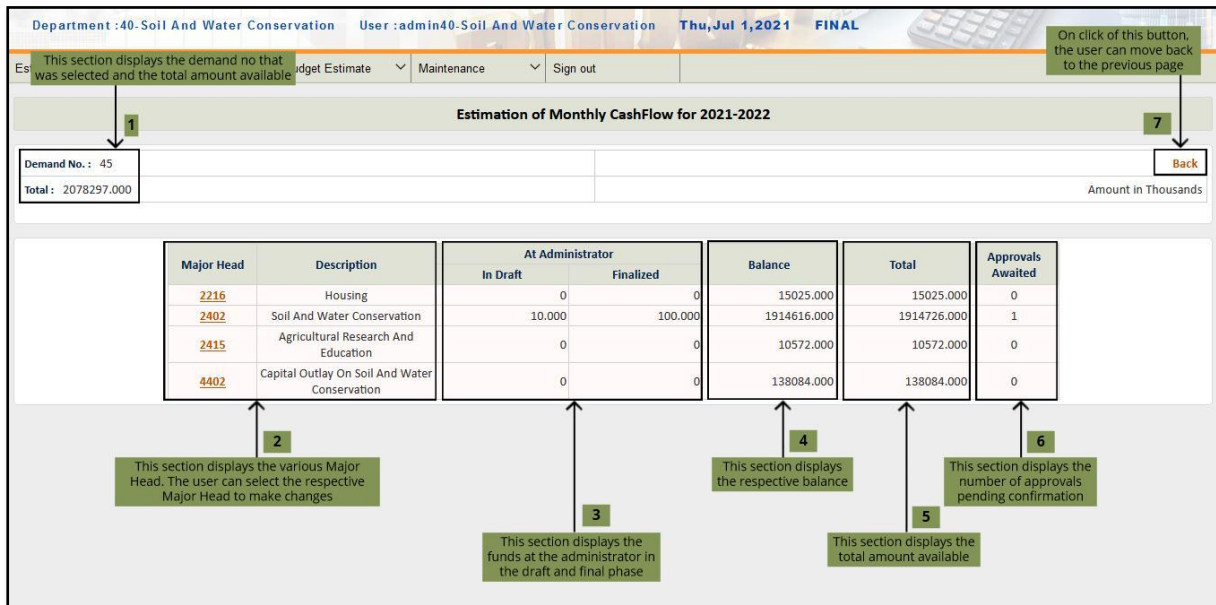 Department :40-Soil And Water Conservation User :admin40-Soil And Water Conservation Thu,Jul 1,2021 FINAL
On click of this button,
the user can move back
to the previous page
This section displays the demand no that
was selected and the total amount available
Es
udget Estimate Maintenance Sign out
Estimation of Monthly CashFlow for 2021-2022
1
7
Demand No. : 45 Back
Total : 2078297.000 Amount in Thousands
Major Head Description At Administrator Balance Total Approvals Awaited
In Draft Finalized
2216 Housing 0 0 15025.000 15025.000 0
2402 Soil And Water Conservation 10.000 100.000 1914616.000 1914726.000 1
2415 Agricultural Research And
Education 0 0 10572.000 10572.000 0
4402 Capital Outlay On Soil And Water
Conservation 0 0 138084.000 138084.000 0
2
This section displays the various Major
Head. The user can select the respective
Major Head to make changes
3
This section displays the
funds at the administrator in
the draft and final phase
4
This section displays
the respective balance
5
This section displays the
total amount available
6
This section displays the
number of approvals
pending confirmation